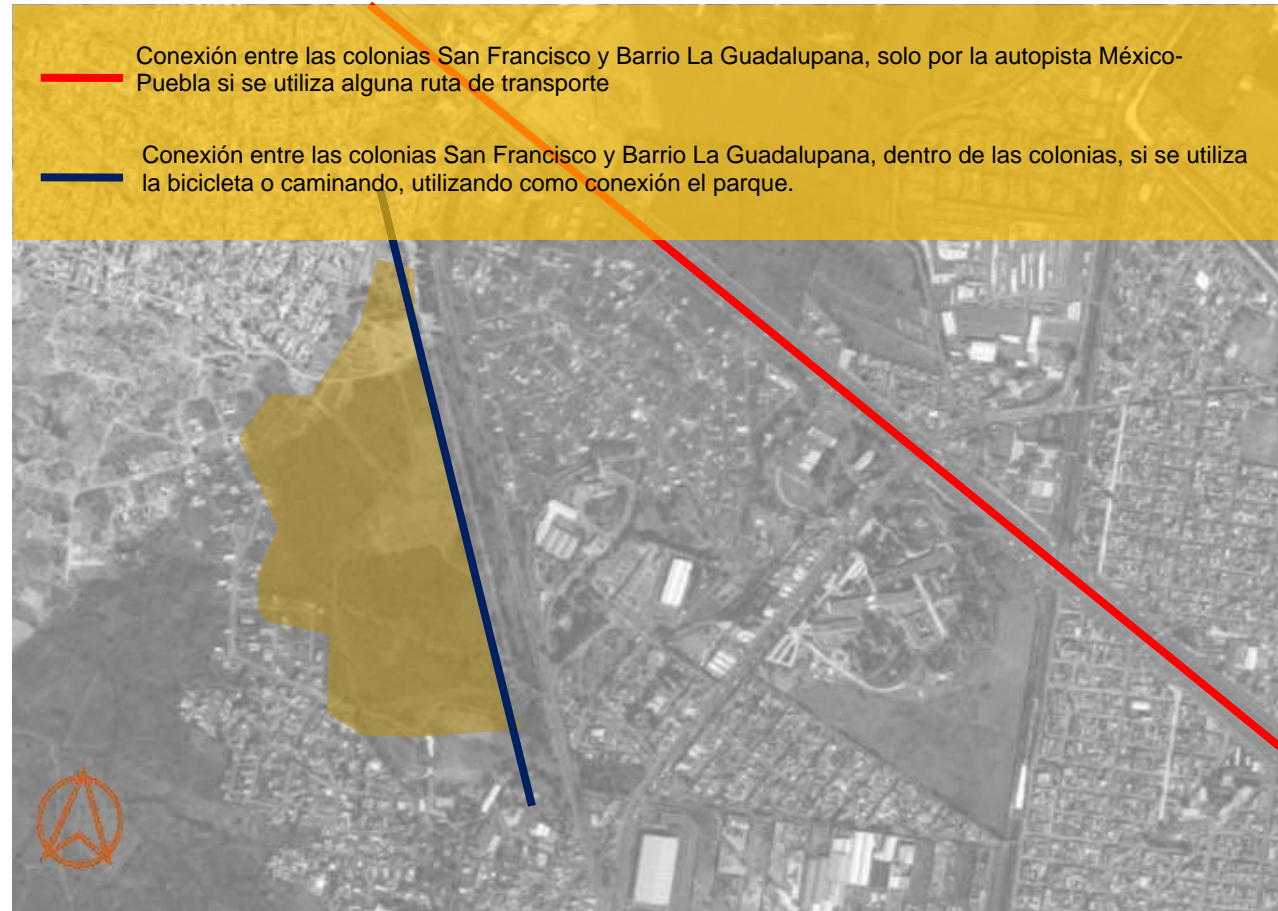 Conexión entre las colonias San Francisco y Barrio La Guadalupana, solo por la autopista México-
Puebla si se utiliza alguna ruta de transporte
Conexión entre las colonias San Francisco y Barrio La Guadalupana, dentro de las colonias, si se utiliza
la bicicleta o caminando, utilizando como conexión el parque.